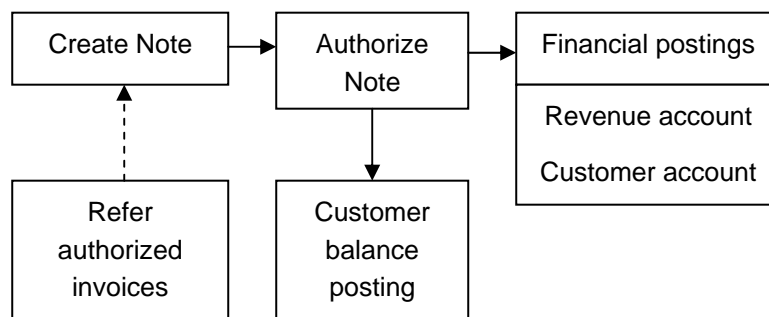 Create Note
Authorize
Note
Financial postings
Revenue account
Customer account
Refer
authorized
invoices
Customer
balance
posting